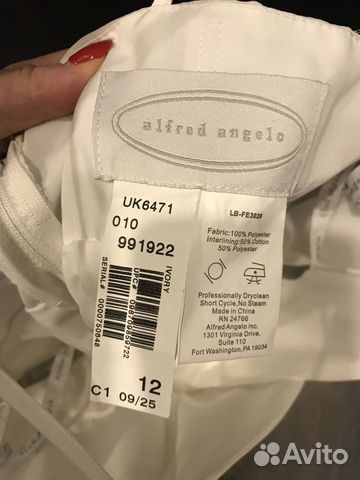 alfred angelo
UK6471
010
991922
IVORY
SERIAL# 00000750648
12
C1 09/25
LB-FE382#
Fabric: 100% Polyester
Interlining: 50% Cotton
50% Polyester
Professionally Dryclean
Short Cycle, No Steam
Made in China
RN 24766
Alfred Angelo Inc.
1301 Virginia Drive,
Suite 110
Fort Washington, PA 19034
Avito